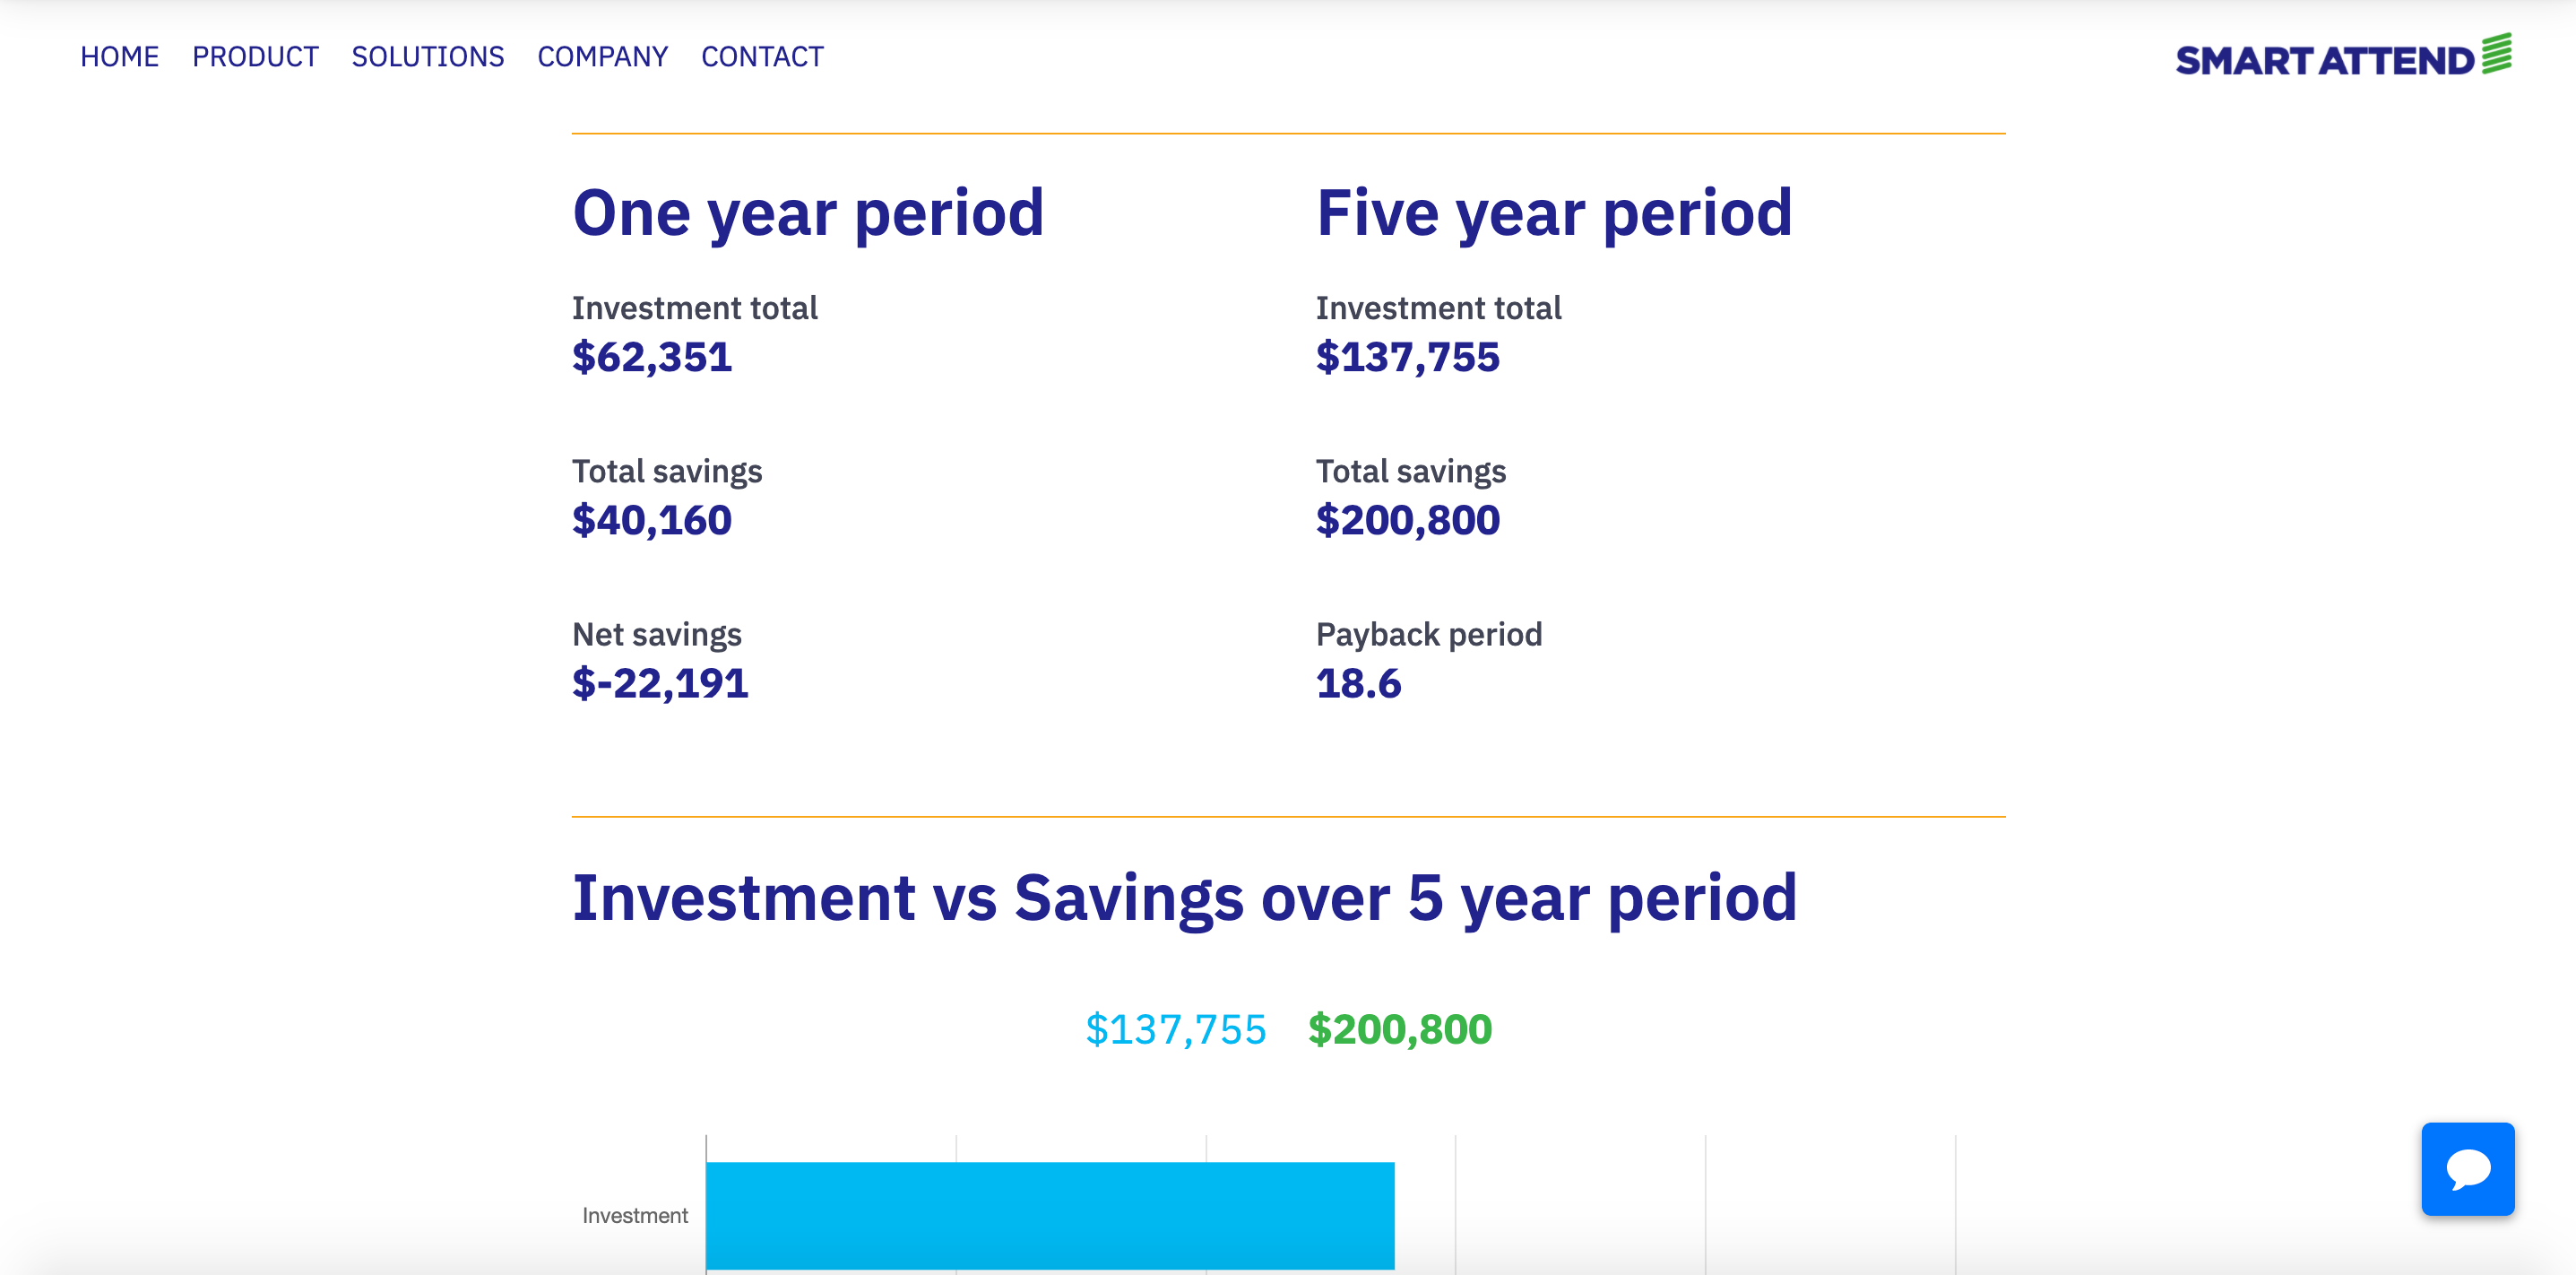 HOME PRODUCT SOLUTIONS COMPANY CONTACT
SMART ATTEND
One year period
Investment total
$62,351
Total savings
$40,160
Net savings
$-22,191
Five year period
Investment total
$137,755
Total savings
$200,800
Payback period
18.6
Investment vs Savings over 5 year period
$137,755 $200,800
Investment